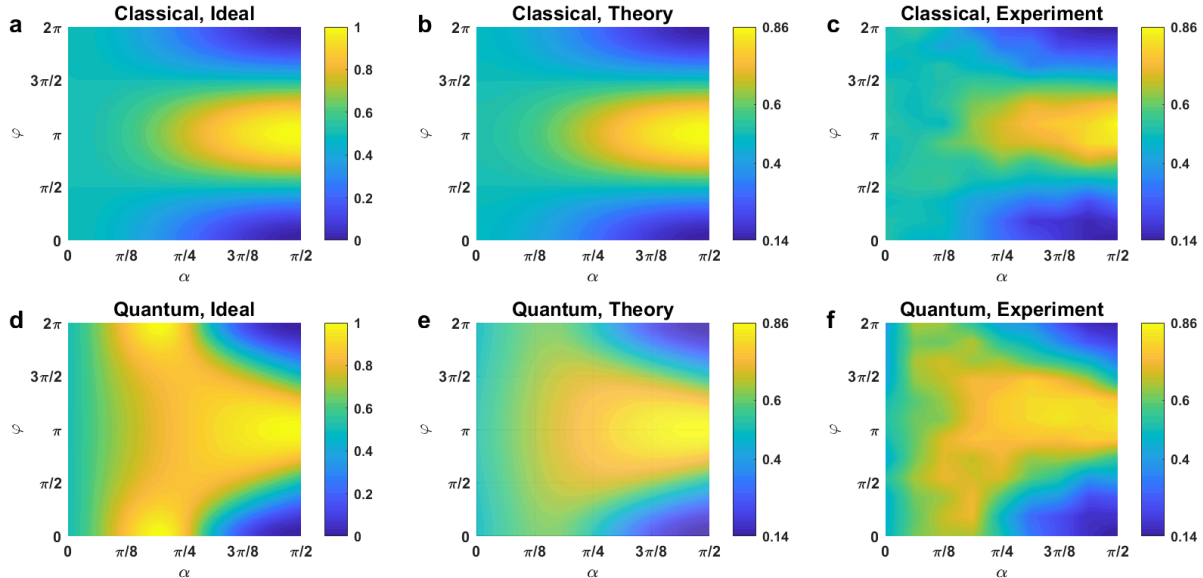 a Classical, Ideal
2π
3π/2
φ
π
π/2
0
0 π/8 π/4 3π/8 π/2
α
1
0.8
0.6
0.4
0.2
0
b Classical, Theory
φ
0 π/8 π/4 3π/8 π/2
α
0.86
0.6
0.4
0.14
c Classical, Experiment
2π
3π/2
φ
π
π/2
0
0 π/8 π/4 3π/8 π/2
α
0.86
0.6
0.4
0.14
d Quantum, Ideal
2π
3π/2
φ
π
π/2
0
0 π/8 π/4 3π/8 π/2
α
1
0.8
0.6
0.4
0.2
0
e Quantum, Theory
2π
3π/2
φ
π
π/2
0
0 π/8 π/4 3π/8 π/2
α
0.86
0.6
0.4
0.14
f Quantum, Experiment
2π
3π/2
φ
π
π/2
0
0 π/8 π/4 3π/8 π/2
α
0.86
0.6
0.4
0.14